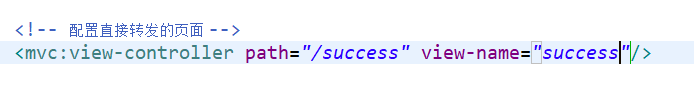 <!-- 配置直接转发的页面 -->
<mvc:view-controller path="/success" view-name="success"/>